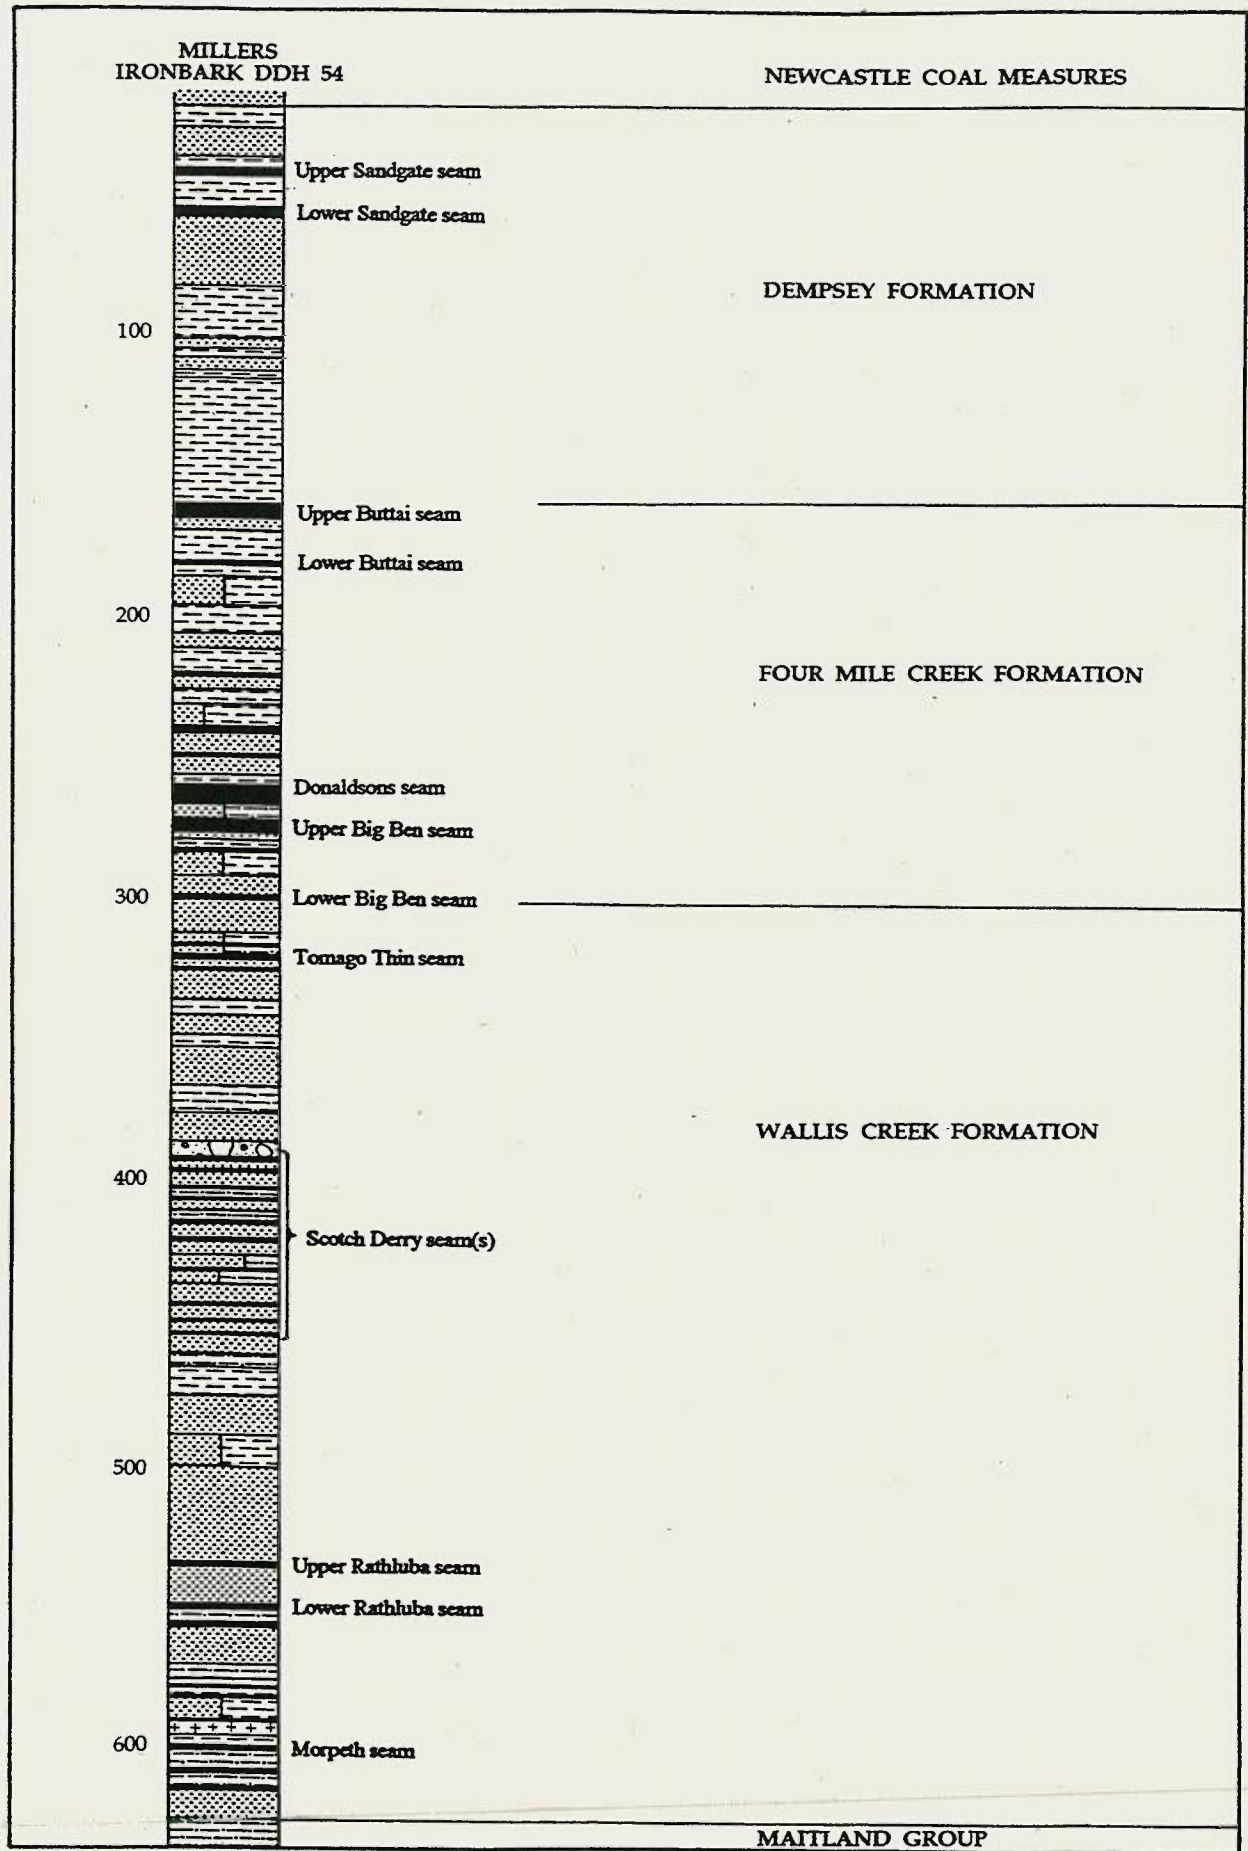 MILLERS
IRONBARK DDH 54
NEWCASTLE COAL MEASURES
Upper Sandgate seam
Lower Sandgate seam
DEMPSEY FORMATION
100
Upper Buttai seam
Lower Buttai seam
200
FOUR MILE CREEK FORMATION
Donaldsons seam
Upper Big Ben seam
300
Lower Big Ben seam
Tomago Thin seam
WALLIS CREEK FORMATION
400
Scotch Derry seam(s)
500
Upper Rathluba seam
Lower Rathluba seam
600
Morpeth seam
MAITLAND GROUP